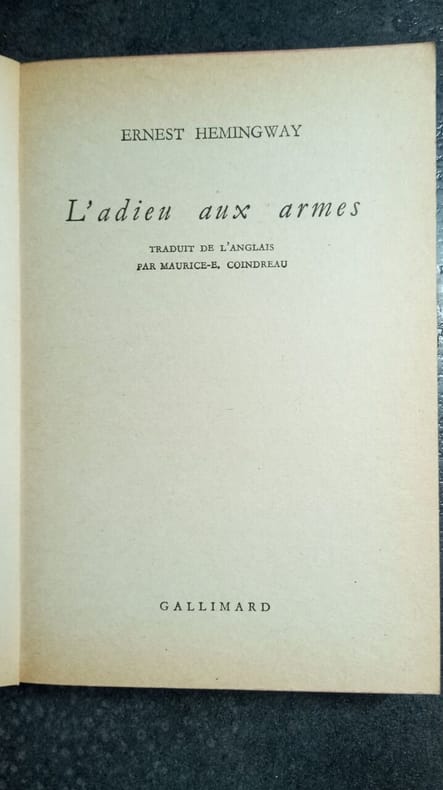 ERNEST HEMINGWAY
L'adieu aux armes
TRADUIT DE L'ANGLAIS
PAR MAURICE-E. COINDREAU
GALLIMARD